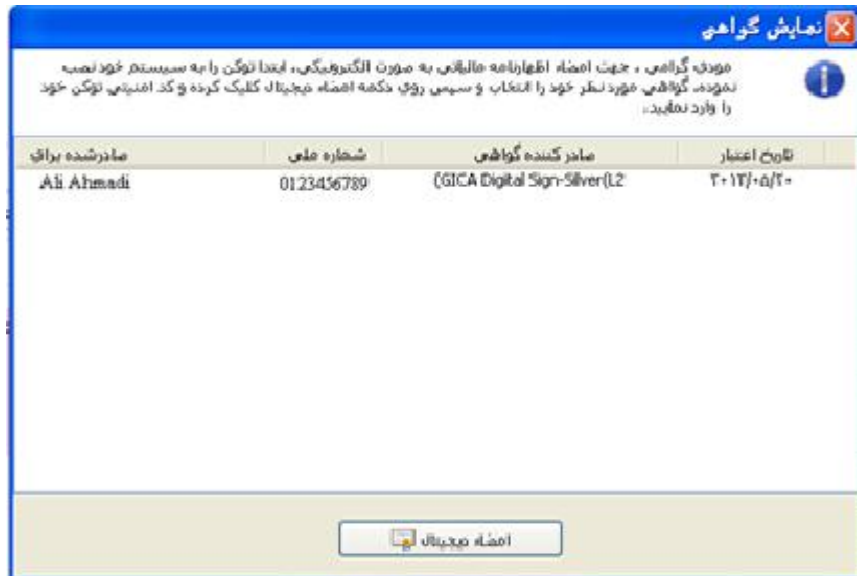 نمایش گواهی
مودی گرامی ، جهت امضاء اظهارنامه مالیاتی به صورت الکترونیکی، ابتدا توکن را به سیستم خود نصب
نموده، گواهی مورد نظر خود را انتخاب و سپس روی دکمه امضاء دیجیتال کلیک کرده و کد امنیتی توکن خود
را وارد نمایید.
تاریخ اعتبار صادر کننده گواهی شماره ملی صادرشده برای
۲۰۱۳/۰۵/۲۰ (GICA Digital Sign-Silver(L2 0123456789 Ali Ahmadi
امضاء دیجیتال